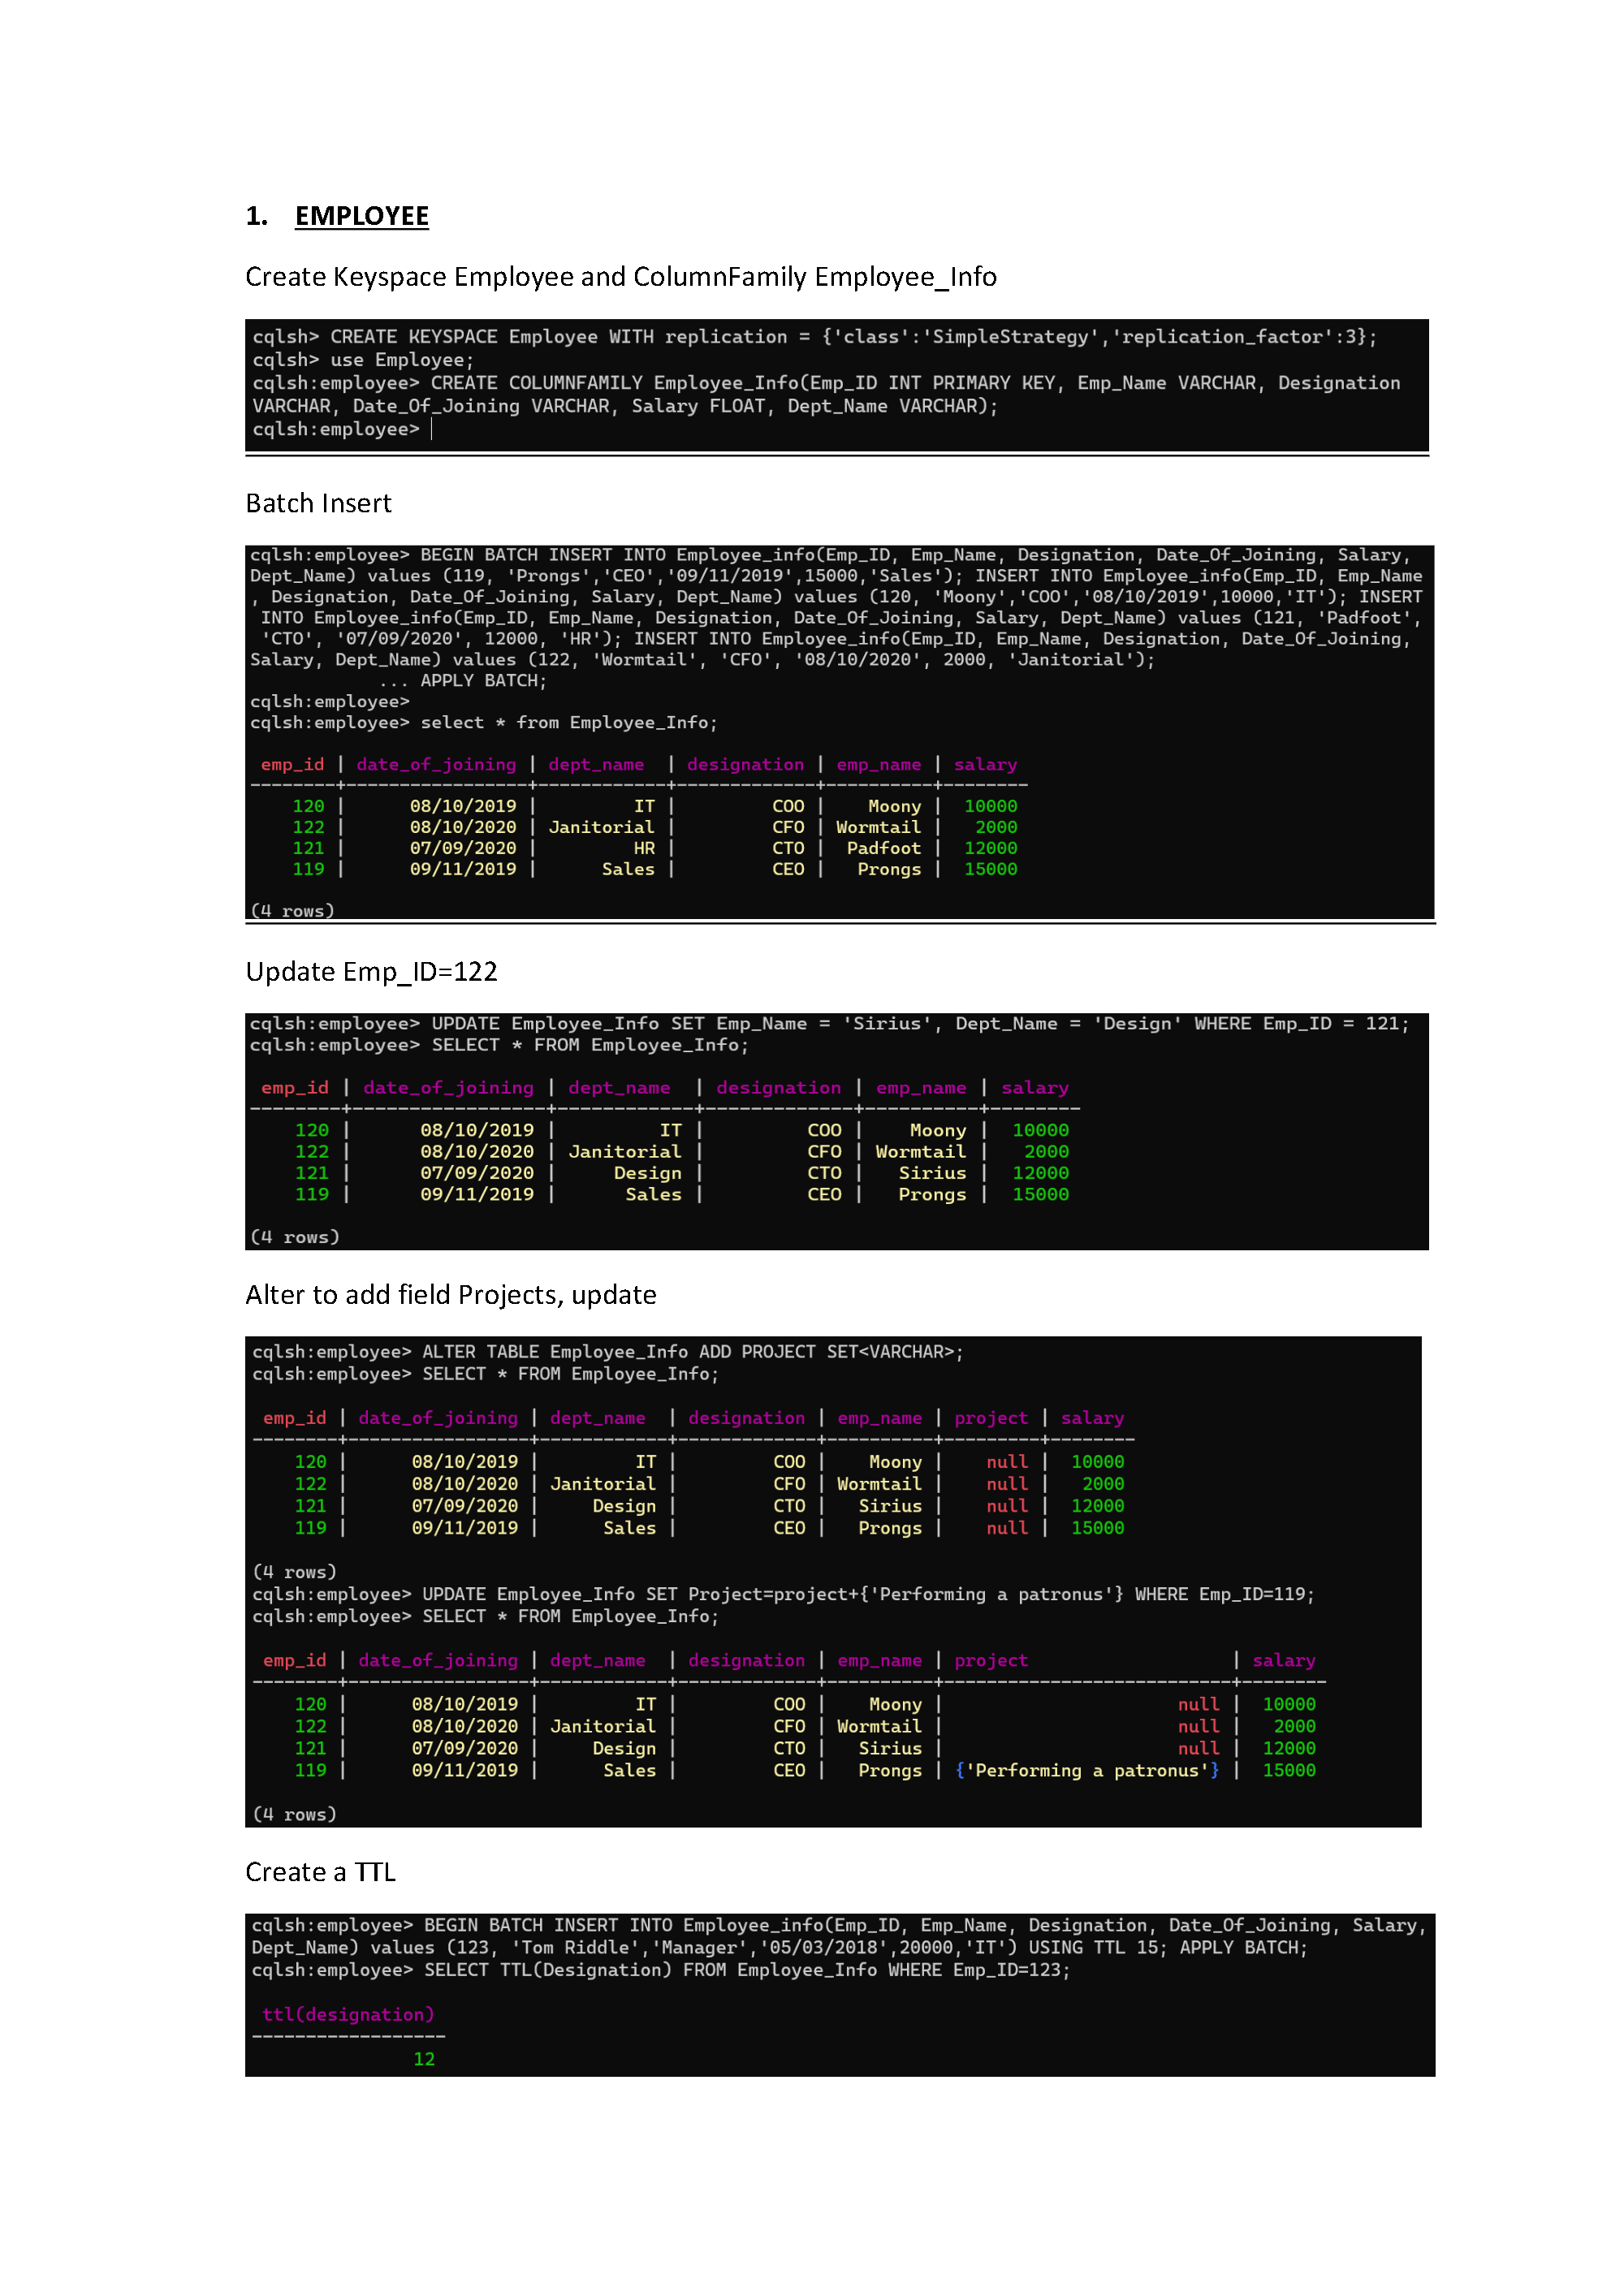 1. EMPLOYEE
Create Keyspace Employee and ColumnFamily Employee_Info
cqlsh> CREATE KEYSPACE Employee WITH replication = {'class':'SimpleStrategy','replication_factor':3};
cqlsh> use Employee;
cqlsh:employee> CREATE COLUMNFAMILY Employee_Info(Emp_ID INT PRIMARY KEY, Emp_Name VARCHAR, Designation
VARCHAR, Date_Of_Joining VARCHAR, Salary FLOAT, Dept_Name VARCHAR);
cqlsh:employee>
Batch Insert
cqlsh:employee> BEGIN BATCH INSERT INTO Employee_info(Emp_ID, Emp_Name, Designation, Date_Of_Joining, Salary,
Dept_Name) values (119, 'Prongs','CEO','09/11/2019',15000,'Sales'); INSERT INTO Employee_info(Emp_ID, Emp_Name
, Designation, Date_Of_Joining, Salary, Dept_Name) values (120, 'Moony','COO','08/10/2019',10000,'IT'); INSERT
INTO Employee_info(Emp_ID, Emp_Name, Designation, Date_Of_Joining, Salary, Dept_Name) values (121, 'Padfoot',
'CTO', '07/09/2020', 12000, 'HR'); INSERT INTO Employee_info(Emp_ID, Emp_Name, Designation, Date_Of_Joining,
Salary, Dept_Name) values (122, 'Wormtail', 'CFO', '08/10/2020', 2000, 'Janitorial');
... APPLY BATCH;
cqlsh:employee>
cqlsh:employee> select * from Employee_Info;
emp_id | date_of_joining | dept_name | designation | emp_name | salary
--------+-----------------+------------+-------------+----------+--------
120 | 08/10/2019 | IT | COO | Moony | 10000
122 | 08/10/2020 | Janitorial | CFO | Wormtail | 2000
121 | 07/09/2020 | HR | CTO | Padfoot | 12000
119 | 09/11/2019 | Sales | CEO | Prongs | 15000
(4 rows)
Update Emp_ID=122
cqlsh:employee> UPDATE Employee_Info SET Emp_Name = 'Sirius', Dept_Name = 'Design' WHERE Emp_ID = 121;
cqlsh:employee> SELECT * FROM Employee_Info;
emp_id | date_of_joining | dept_name | designation | emp_name | salary
--------+-----------------+------------+-------------+----------+--------
120 | 08/10/2019 | IT | COO | Moony | 10000
122 | 08/10/2020 | Janitorial | CFO | Wormtail | 2000
121 | 07/09/2020 | Design | CTO | Sirius | 12000
119 | 09/11/2019 | Sales | CEO | Prongs | 15000
(4 rows)
Alter to add field Projects, update
cqlsh:employee> ALTER TABLE Employee_Info ADD PROJECT SET<VARCHAR>;
cqlsh:employee> SELECT * FROM Employee_Info;
emp_id | date_of_joining | dept_name | designation | emp_name | project | salary
--------+-----------------+------------+-------------+----------+---------+--------
120 | 08/10/2019 | IT | COO | Moony | null | 10000
122 | 08/10/2020 | Janitorial | CFO | Wormtail | null | 2000
121 | 07/09/2020 | Design | CTO | Sirius | null | 12000
119 | 09/11/2019 | Sales | CEO | Prongs | null | 15000
(4 rows)
cqlsh:employee> UPDATE Employee_Info SET Project=project+{'Performing a patronus'} WHERE Emp_ID=119;
cqlsh:employee> SELECT * FROM Employee_Info;
emp_id | date_of_joining | dept_name | designation | emp_name | project | salary
--------+-----------------+------------+-------------+----------+---------------------------+--------
120 | 08/10/2019 | IT | COO | Moony | null | 10000
122 | 08/10/2020 | Janitorial | CFO | Wormtail | null | 2000
121 | 07/09/2020 | Design | CTO | Sirius | null | 12000
119 | 09/11/2019 | Sales | CEO | Prongs | {'Performing a patronus'} | 15000
(4 rows)
Create a TTL
cqlsh:employee> BEGIN BATCH INSERT INTO Employee_info(Emp_ID, Emp_Name, Designation, Date_Of_Joining, Salary,
Dept_Name) values (123, 'Tom Riddle','Manager','05/03/2018',20000,'IT') USING TTL 15; APPLY BATCH;
cqlsh:employee> SELECT TTL(Designation) FROM Employee_Info WHERE Emp_ID=123;
ttl(designation)
------------------
12